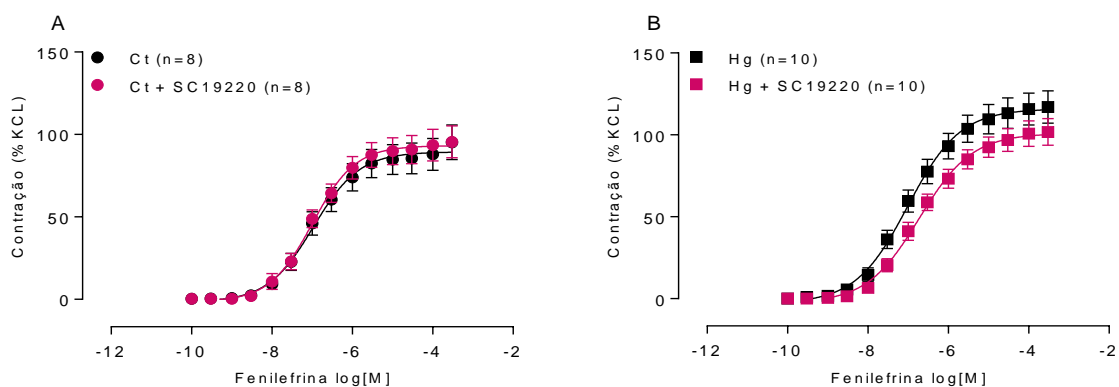 A
Ct (n=8)
Ct + SC19220 (n=8)
Contração (%KCL)
150
100
50
0
-12
-10
-8
-6
-4
-2
Fenilefrina log[M]
B
Hg (n=10)
Hg + SC19220 (n=10)
Contração (%KCL)
150
100
50
0
-12
-10
-8
-6
-4
-2
Fenilefrina log[M]